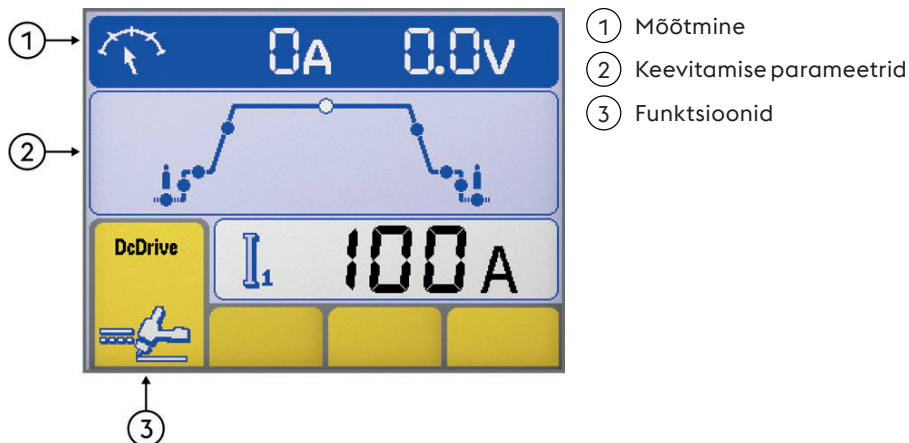 1
0A 0.0V
2
DcDrive
I1 100A
3
1 Mõõtmine
2 Keevitamise parameetrid
3 Funktsioonid